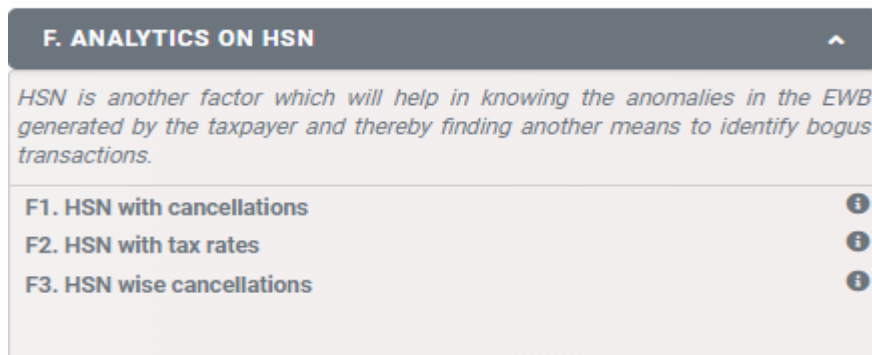 F. ANALYTICS ON HSN
HSN is another factor which will help in knowing the anomalies in the EWB
generated by the taxpayer and thereby finding another means to identify bogus
transactions.
F1. HSN with cancellations
F2. HSN with tax rates
F3. HSN wise cancellations